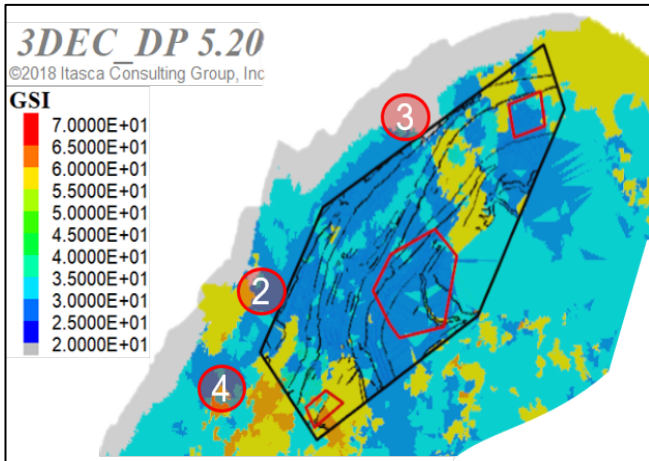 3DEC_DP 5.20
©2018 Itasca Consulting Group, Inc
GSI
7.0000E+01
6.5000E+01
6.0000E+01
5.5000E+01
5.0000E+01
4.5000E+01
4.0000E+01
3.5000E+01
3.0000E+01
2.5000E+01
2.0000E+01
3
2
4